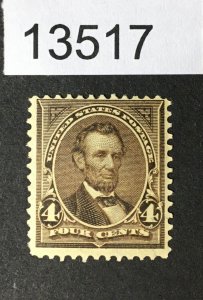 13517
UNITED STATES POSTAGE
4 4
FOUR CENTS